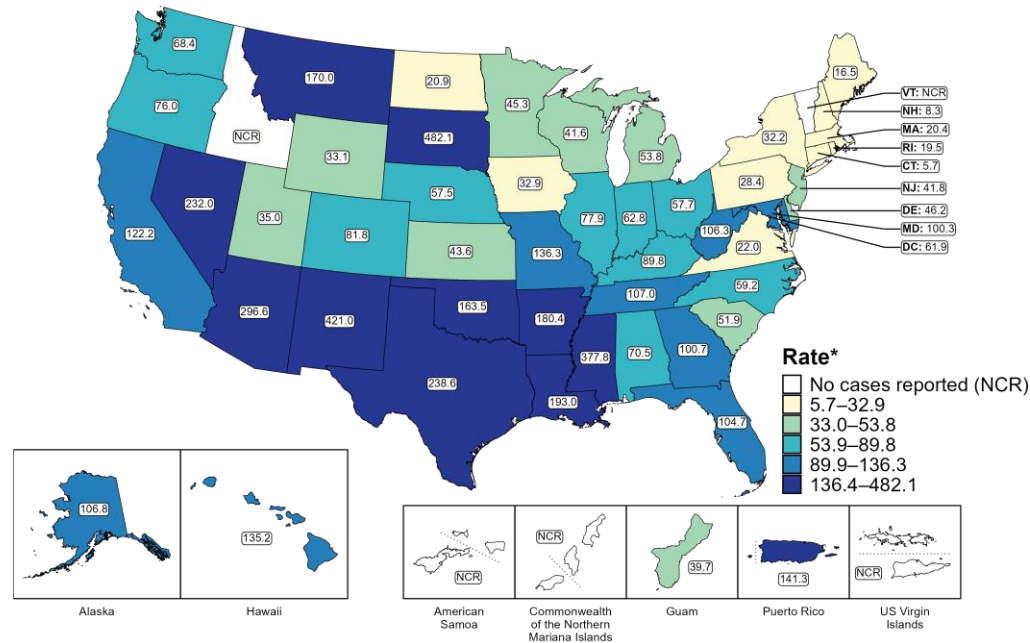 68.4
170.0
20.9
16.5
VT: NCR
45.3
NH: 8.3
76.0
MA: 20.4
NCR
41.6
32.2
RI: 19.5
482.1
53.8
CT: 5.7
33.1
32.9
28.4
NJ: 41.8
57.5
57.7
DE: 46.2
232.0
35.0
77.9
62.8
106.3
MD: 100.3
122.2
81.8
22.0
DC: 61.9
43.6
136.3
89.8
59.2
107.0
296.6
421.0
163.5
180.4
51.9
377.8
70.5
100.7
Rate*
238.6
No cases reported (NCR)
193.0
5.7–32.9
104.7
33.0–53.8
53.9–89.8
89.9–136.3
136.4–482.1
106.8
135.2
NCR
NCR
39.7
141.3
NCR
Alaska
Hawaii
American
Samoa
Commonwealth
of the Northern
Mariana Islands
Guam
Puerto Rico
US Virgin
Islands